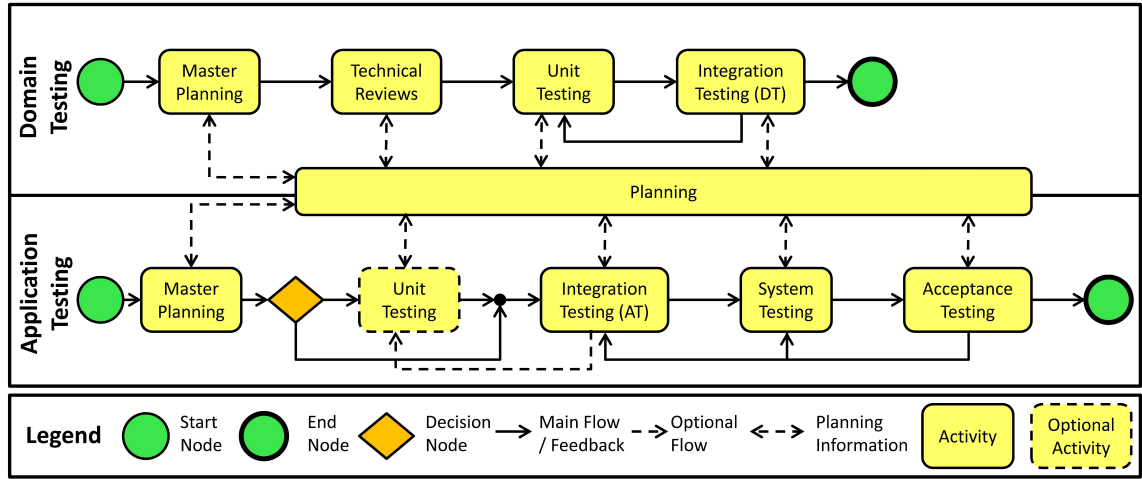 Domain
Testing
Master
Planning
Technical
Reviews
Unit
Testing
Integration
Testing (DT)
Planning
Application
Testing
Master
Planning
Unit
Testing
Integration
Testing (AT)
System
Testing
Acceptance
Testing
Legend
Start
Node
End
Node
Decision
Node
Main Flow
/ Feedback
Optional
Flow
Planning
Information
Activity
Optional
Activity